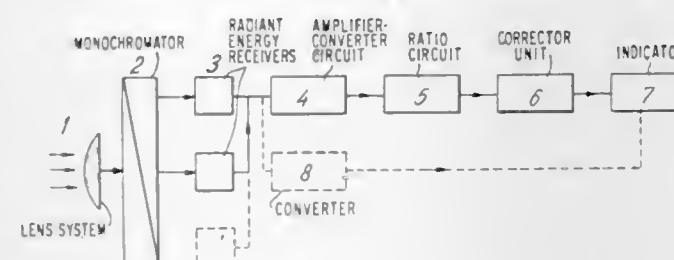 MONOCHROMATOR
RADIANT
ENERGY
RECEIVERS
AMPLIFIER-
CONVERTER
CIRCUIT
RATIO
CIRCUIT
CORRECTOR
UNIT
INDICATO
1
2
3
4
5
6
7
8
CONVERTER
LENS SYSTEM